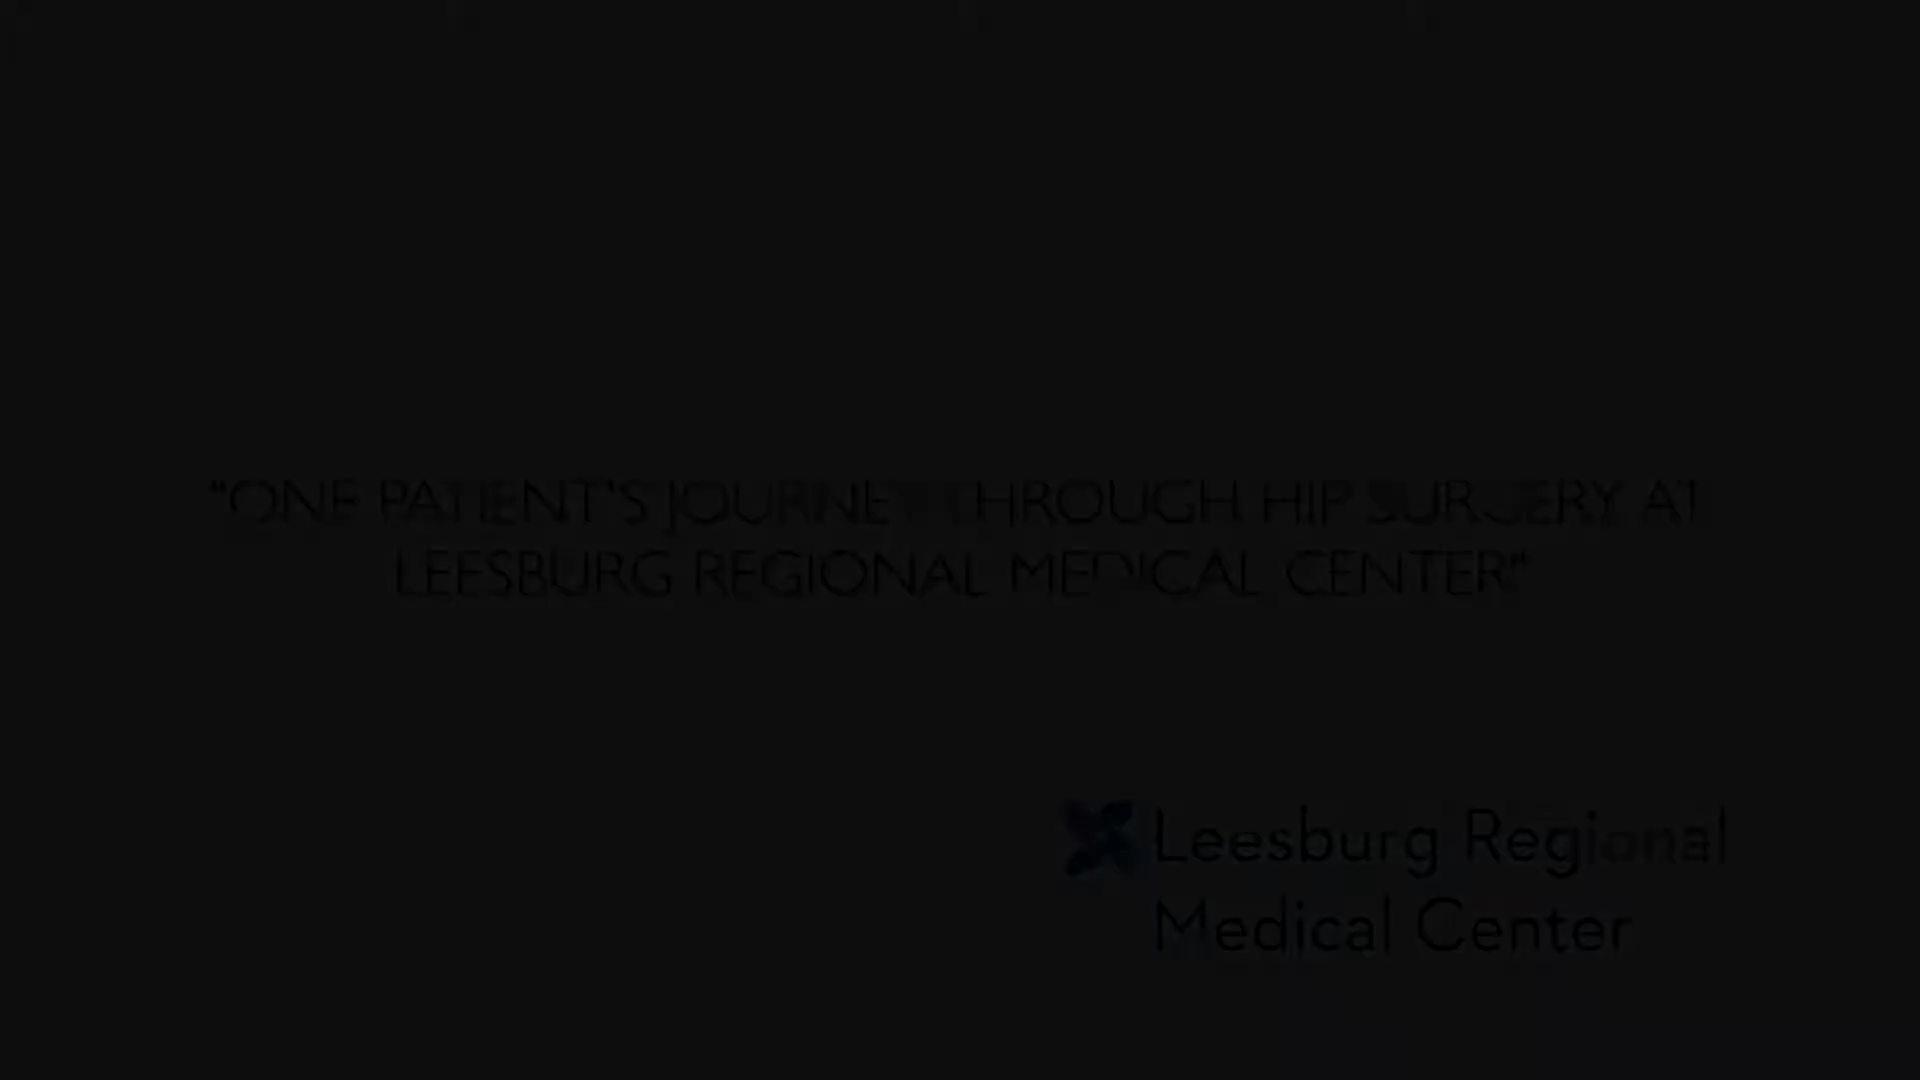 "ONE PATIENT'S JOURNEY THROUGH HIP SURGERY AT
LEESBURG REGIONAL MEDICAL CENTER"
Leesburg Regional
Medical Center